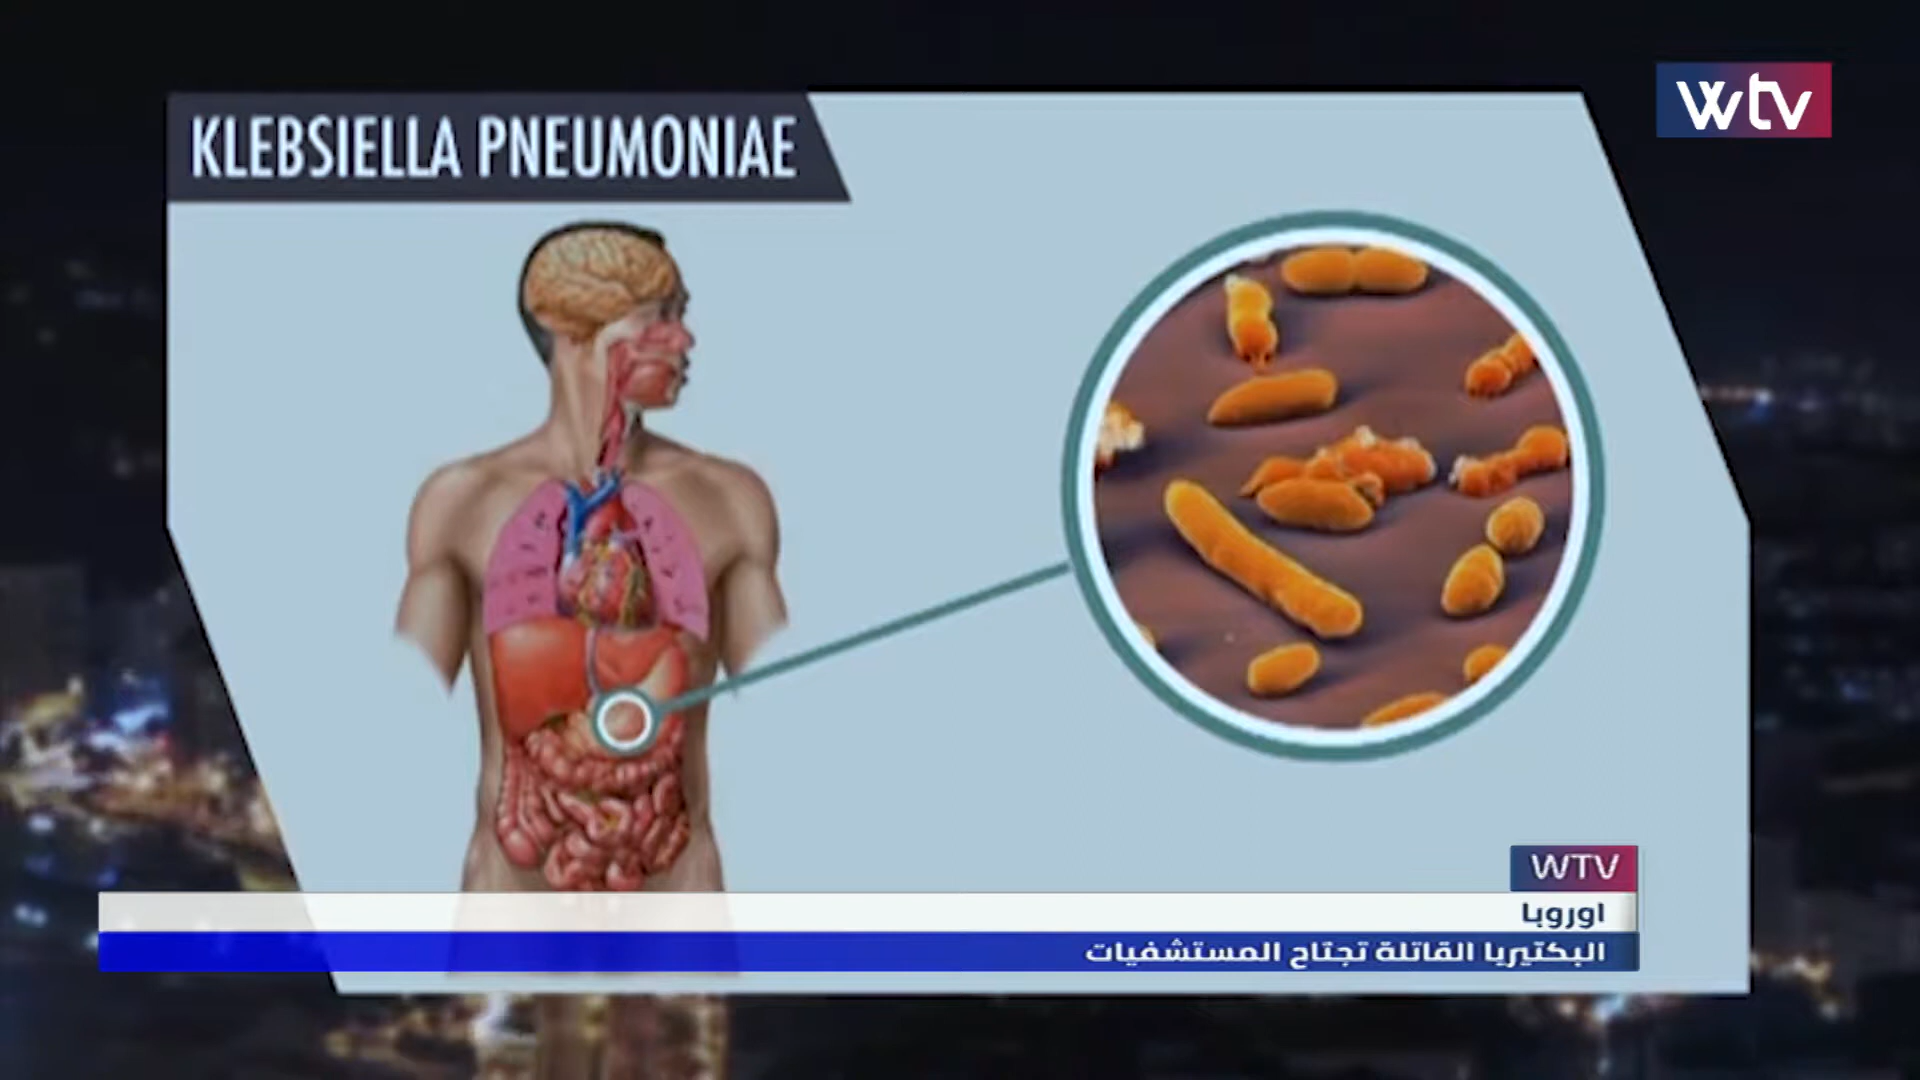 wtv
KLEBSIELLA PNEUMONIAE
WTV
اوروبا
البكتيريا القاتلة تجتاح المستشفيات